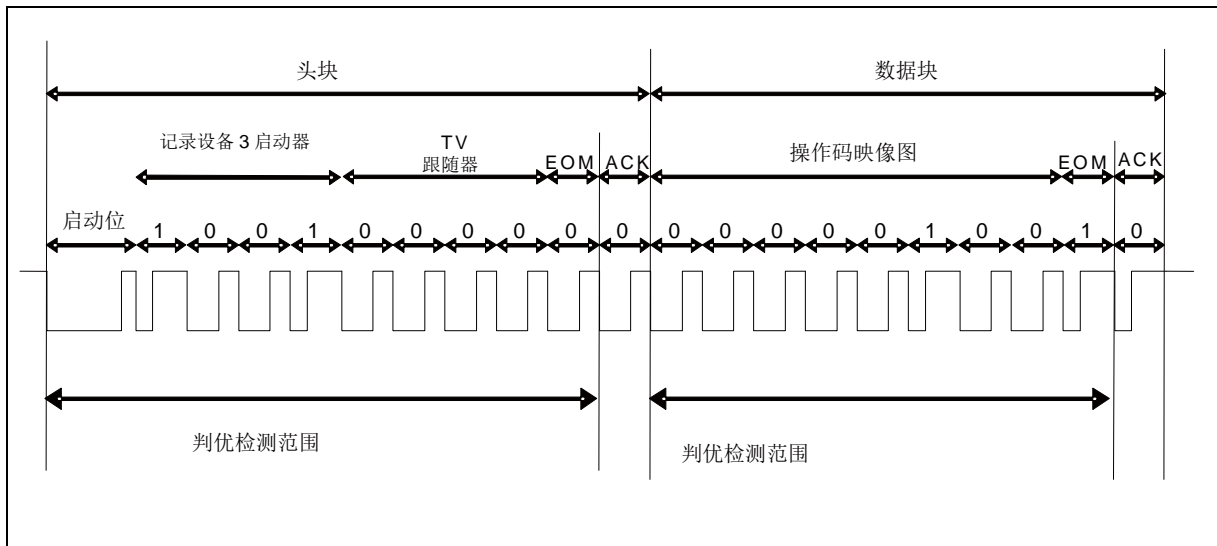 头块 数据块
记录设备 3 启动器 TV 跟随器 EOM ACK 操作码映像图 EOM ACK
启动位 1 0 0 1 0 0 0 0 0 0 0 0 0 0 0 1 0 0 1 0
判优检测范围 判优检测范围